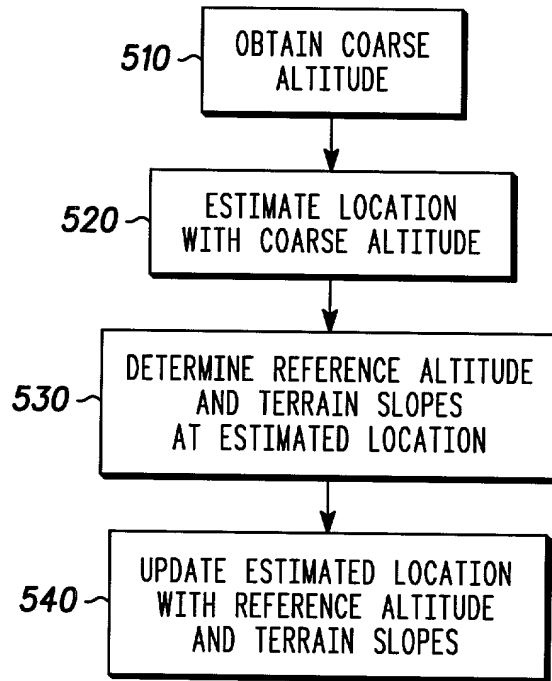 510
OBTAIN COARSE
ALTITUDE
520
ESTIMATE LOCATION
WITH COARSE ALTITUDE
530
DETERMINE REFERENCE ALTITUDE
AND TERRAIN SLOPES
AT ESTIMATED LOCATION
540
UPDATE ESTIMATED LOCATION
WITH REFERENCE ALTITUDE
AND TERRAIN SLOPES